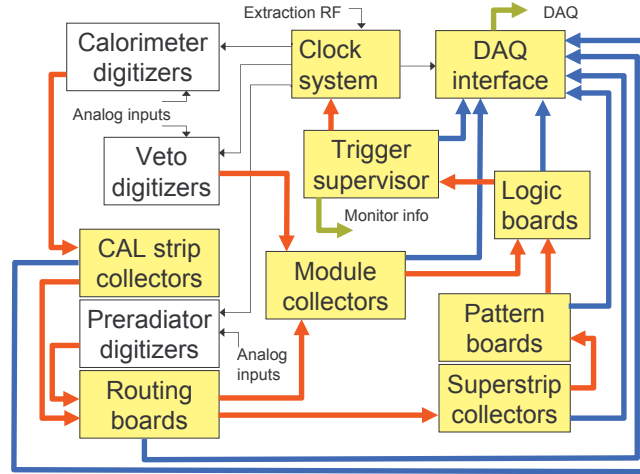 Extraction RF
DAQ
Calorimeter
digitizers
Clock
system
DAQ
interface
Analog inputs
Veto
digitizers
Trigger
supervisor
Logic
boards
Monitor info
CAL strip
collectors
Module
collectors
Preradiator
digitizers
Analog
inputs
Pattern
boards
Routing
boards
Superstrip
collectors